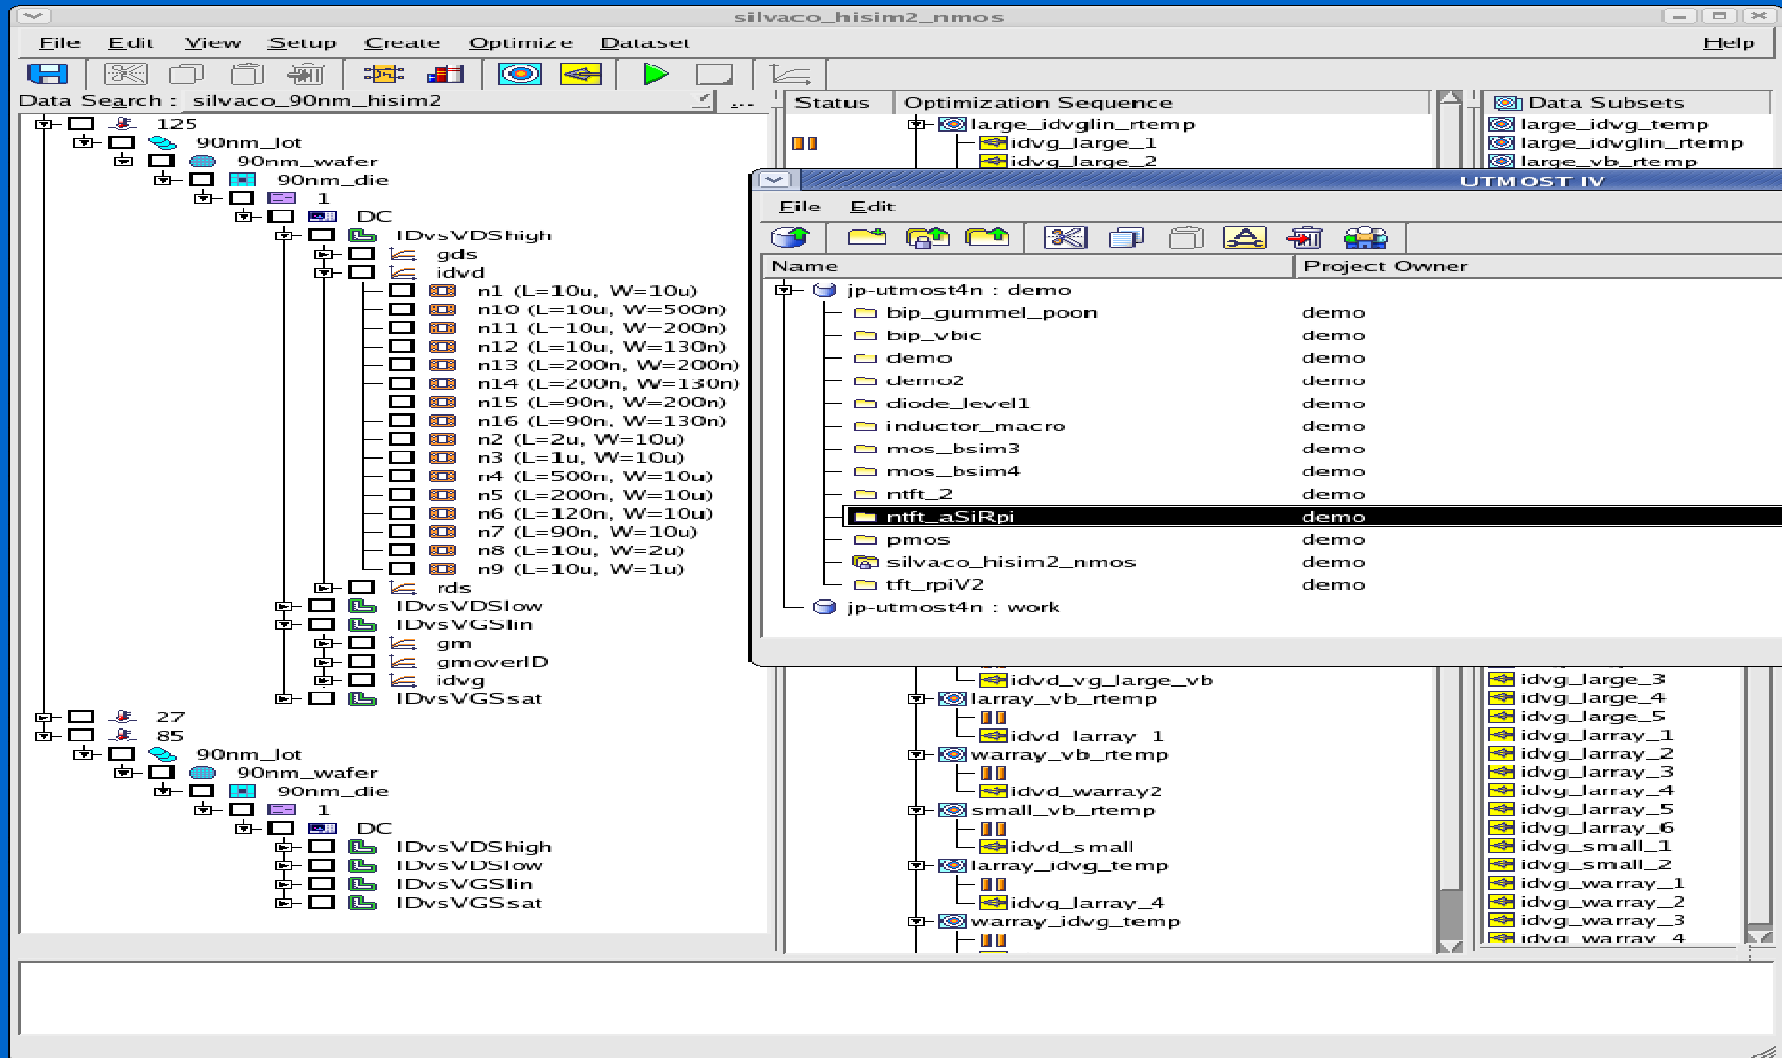 silvaco_hisim2_nmos
File Edit View Setup Create Optimize Dataset Help
Data Search : silvaco_90nm_hisim2 ...
125
90nm_lot
90nm_wafer
90nm_die
1
DC
IDvsVDShigh
gds
idvd
n1 (L=10u, W=10u)
n10 (L=10u, W=500n)
n11 (L=10u, W=200n)
n12 (L=10u, W=130n)
n13 (L=200n, W=200n)
n14 (L=200n, W=130n)
n15 (L=90n, W=200n)
n16 (L=90n, W=130n)
n2 (L=2u, W=10u)
n3 (L=1u, W=10u)
n4 (L=500n, W=10u)
n5 (L=200n, W=10u)
n6 (L=120n, W=10u)
n7 (L=90n, W=10u)
n8 (L=10u, W=2u)
n9 (L=10u, W=1u)
rds
IDvsVDSlow
IDvsVGSlin
gm
gmoverID
idvg
IDvsVGSsat
27
85
90nm_lot
90nm_wafer
90nm_die
1
DC
IDvsVDShigh
IDvsVDSlow
IDvsVGSlin
IDvsVGSsat
Status Optimization Sequence
large_idvglin_rtemp
idvg_large_1
idvg_large_2
Data Subsets
large_idvg_temp
large_idvglin_rtemp
large_vb_rtemp
UTMOST IV
File Edit
Name Project Owner
jp-utmost4n : demo
bip_gummel_poon demo
bip_vbic demo
demo demo
demo2 demo
diode_level1 demo
inductor_macro demo
mos_bsim3 demo
mos_bsim4 demo
ntft_2 demo
ntft_aSiRpi demo
pmos demo
silvaco_hisim2_nmos demo
tft_rpiV2 demo
jp-utmost4n : work
idvd_vg_large_vb
larray_vb_rtemp
idvd_larray_1
warray_vb_rtemp
idvd_warray2
small_vb_rtemp
idvd_small
larray_idvg_temp
idvg_larray_4
warray_idvg_temp
idvg_large_3
idvg_large_4
idvg_large_5
idvg_larray_1
idvg_larray_2
idvg_larray_3
idvg_larray_4
idvg_larray_5
idvg_larray_6
idvg_small_1
idvg_small_2
idvg_warray_1
idvg_warray_2
idvg_warray_3
idvg_warray_4